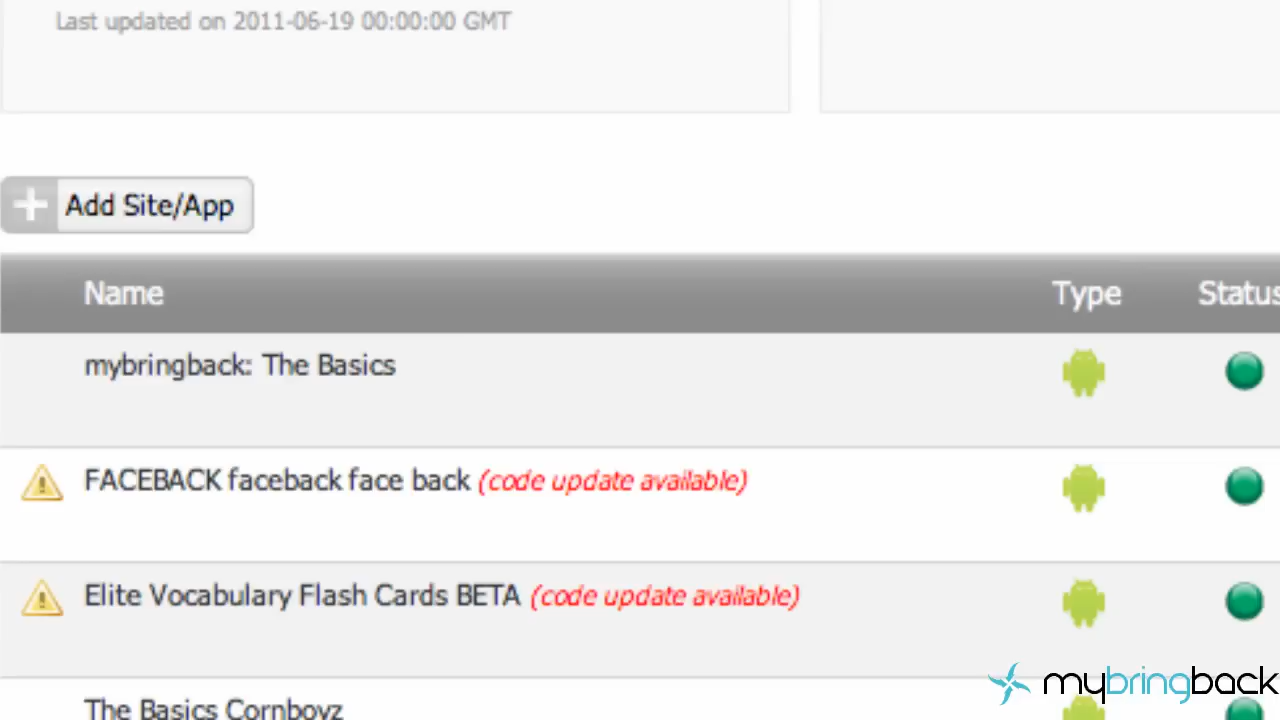 Last updated on 2011-06-19 00:00:00 GMT
Add Site/App
Name Type Status
mybringback: The Basics
FACEBACK faceback face back (code update available)
Elite Vocabulary Flash Cards BETA (code update available)
The Basics Cornboyz
mybringback